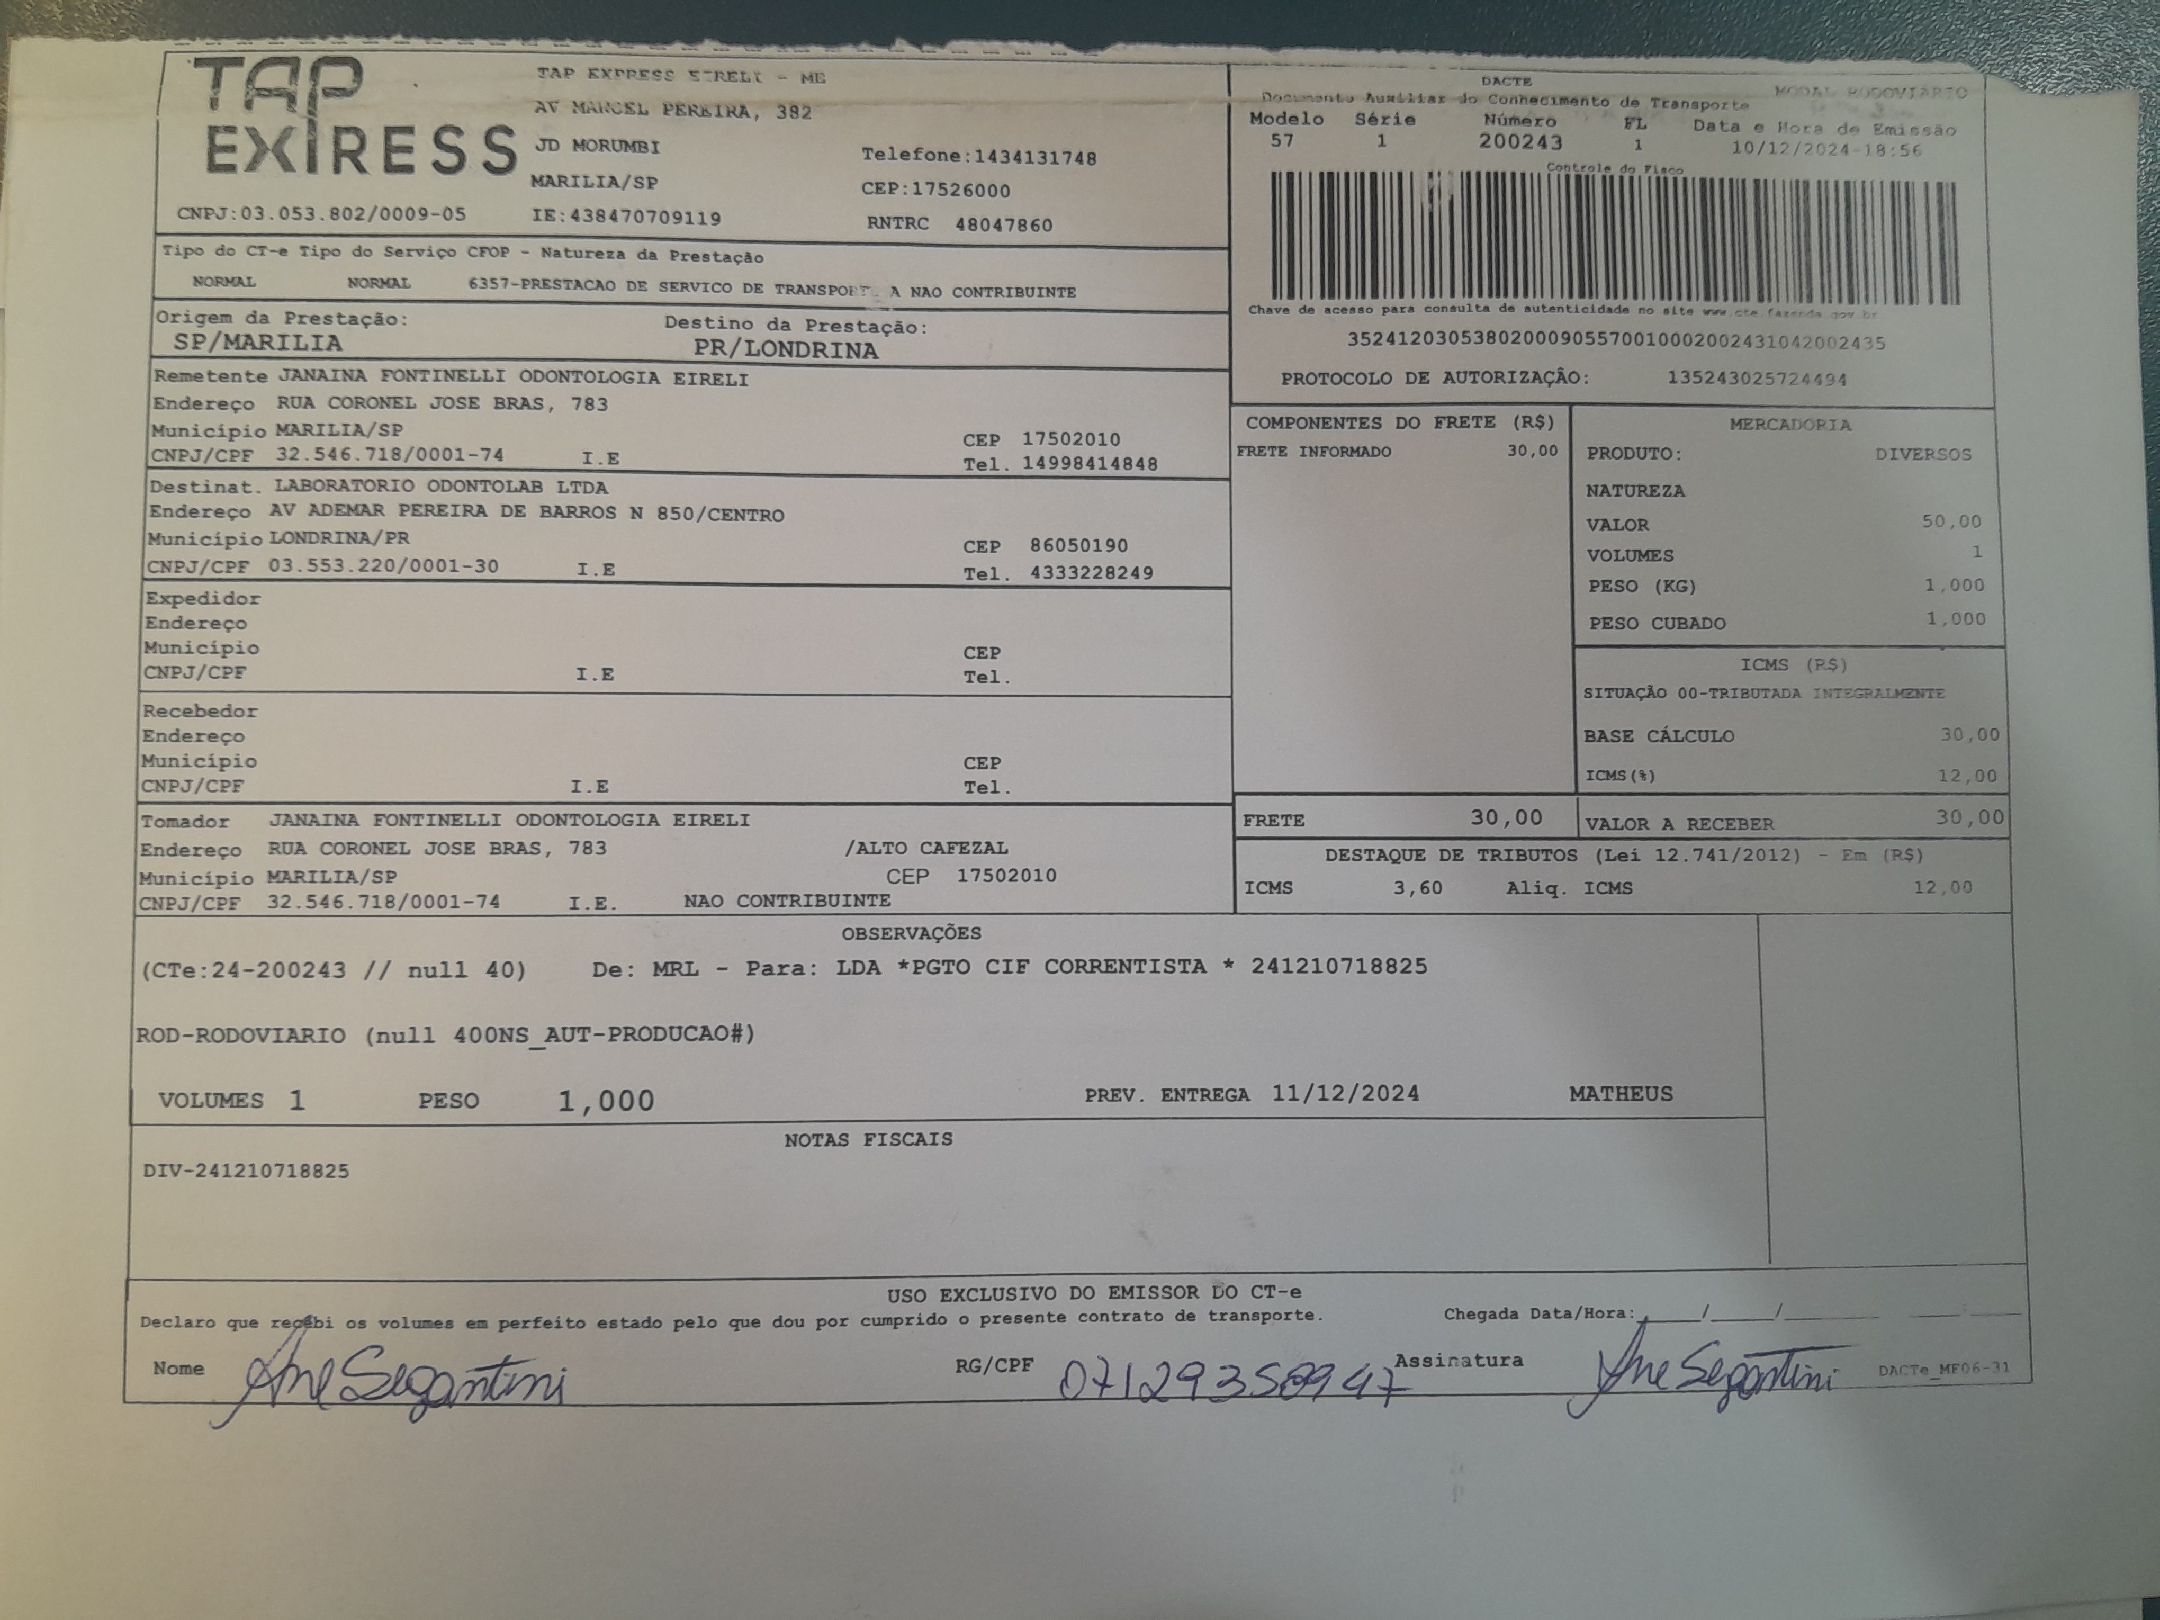 TAP
EXPRESS
TAP EXPRESS EIRELI - ME
AV MANOEL PEREIRA, 382
JD MORUMBI
Telefone:1434131748
MARILIA/SP
CEP:17526000
CNPJ:03.053.802/0009-05 IE:438470709119
RNTRC 48047860
DACTE
Documento Auxiliar do Conhecimento de Transporte
MODAL RODOVIÁRIO
Modelo Série Número FL Data e Hora de Emissão
57 1 200243 1 10/12/2024-18:56
Controle do Fisco
Chave de acesso para consulta de autenticidade no site www.cte.fazenda.gov.br
35241203053802000905570010002002431042002435
PROTOCOLO DE AUTORIZAÇÃO: 135243025724494
Tipo do CT-e Tipo do Serviço CFOP - Natureza da Prestação
NORMAL NORMAL 6357-PRESTACAO DE SERVICO DE TRANSPORTE A NAO CONTRIBUINTE
Origem da Prestação: Destino da Prestação:
SP/MARILIA PR/LONDRINA
Remetente JANAINA FONTINELLI ODONTOLOGIA EIRELI
Endereço RUA CORONEL JOSE BRAS, 783
Município MARILIA/SP CEP 17502010
CNPJ/CPF 32.546.718/0001-74 I.E Tel. 14998414848
Destinat. LABORATORIO ODONTOLAB LTDA
Endereço AV ADEMAR PEREIRA DE BARROS N 850/CENTRO
Município LONDRINA/PR CEP 86050190
CNPJ/CPF 03.553.220/0001-30 I.E Tel. 4333228249
Expedidor
Endereço
Município CEP
CNPJ/CPF I.E Tel.
Recebedor
Endereço
Município CEP
CNPJ/CPF I.E Tel.
Tomador JANAINA FONTINELLI ODONTOLOGIA EIRELI
Endereço RUA CORONEL JOSE BRAS, 783 /ALTO CAFEZAL
Município MARILIA/SP CEP 17502010
CNPJ/CPF 32.546.718/0001-74 I.E. NAO CONTRIBUINTE
COMPONENTES DO FRETE (R$)
FRETE INFORMADO 30,00
MERCADORIA
PRODUTO: DIVERSOS
NATUREZA
VALOR 50,00
VOLUMES 1
PESO (KG) 1,000
PESO CUBADO 1,000
ICMS (R$)
SITUAÇÃO 00-TRIBUTADA INTEGRALMENTE
BASE CÁLCULO 30,00
ICMS(%) 12,00
FRETE 30,00 VALOR A RECEBER 30,00
DESTAQUE DE TRIBUTOS (Lei 12.741/2012) - Em (R$)
ICMS 3,60 Aliq. ICMS 12,00
OBSERVAÇÕES
(CTe:24-200243 // null 40) De: MRL - Para: LDA *PGTO CIF CORRENTISTA * 241210718825
ROD-RODOVIARIO (null 400NS_AUT-PRODUCAO#)
VOLUMES 1 PESO 1,000 PREV. ENTREGA 11/12/2024 MATHEUS
NOTAS FISCAIS
DIV-241210718825
USO EXCLUSIVO DO EMISSOR DO CT-e
Declaro que recebi os volumes em perfeito estado pelo que dou por cumprido o presente contrato de transporte. Chegada Data/Hora: ____/____/____ ____:____
Nome Ane Segantini RG/CPF 07129358947 Assinatura Ane Segantini DACTe_MF06-31